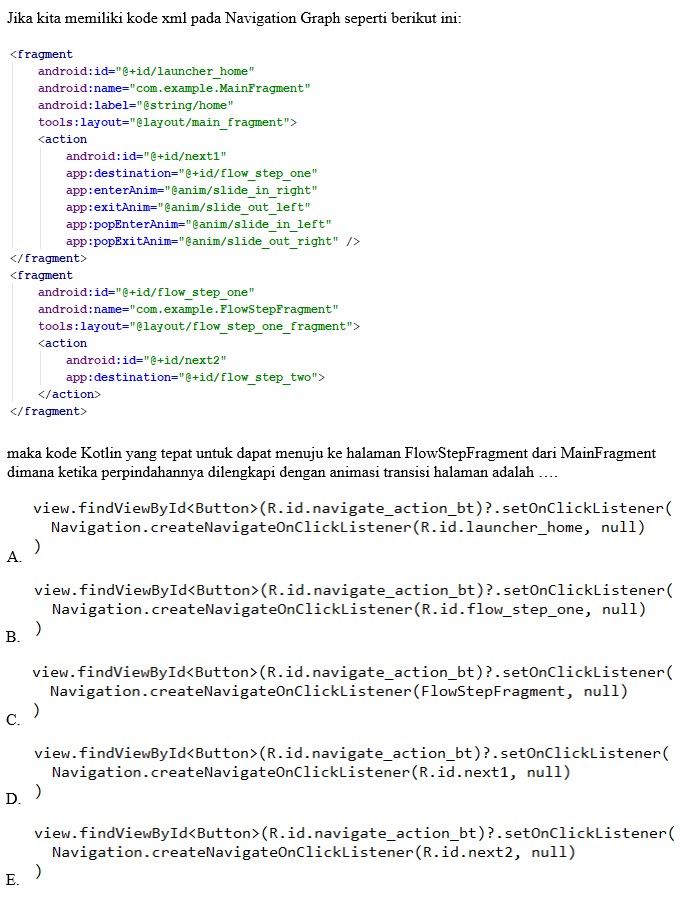 Jika kita memiliki kode xml pada Navigation Graph seperti berikut ini:
<fragment
android:id="@+id/launcher_home"
android:name="com.example.MainFragment"
android:label="@string/home"
tools:layout="@layout/main_fragment">
<action
android:id="@+id/next1"
app:destination="@+id/flow_step_one"
app:enterAnim="@anim/slide_in_right"
app:exitAnim="@anim/slide_out_left"
app:popEnterAnim="@anim/slide_in_left"
app:popExitAnim="@anim/slide_out_right" />
</fragment>
<fragment
android:id="@+id/flow_step_one"
android:name="com.example.FlowStepFragment"
tools:layout="@layout/flow_step_one_fragment">
<action
android:id="@+id/next2"
app:destination="@+id/flow_step_two">
</action>
</fragment>
maka kode Kotlin yang tepat untuk dapat menuju ke halaman FlowStepFragment dari MainFragment
dimana ketika perpindahannya dilengkapi dengan animasi transisi halaman adalah ….
view.findViewById<Button>(R.id.navigate_action_bt)?.setOnClickListener(
Navigation.createNavigateOnClickListener(R.id.launcher_home, null)
)
A.
view.findViewById<Button>(R.id.navigate_action_bt)?.setOnClickListener(
Navigation.createNavigateOnClickListener(R.id.flow_step_one, null)
)
B.
view.findViewById<Button>(R.id.navigate_action_bt)?.setOnClickListener(
Navigation.createNavigateOnClickListener(FlowStepFragment, null)
)
C.
view.findViewById<Button>(R.id.navigate_action_bt)?.setOnClickListener(
Navigation.createNavigateOnClickListener(R.id.next1, null)
)
D.
view.findViewById<Button>(R.id.navigate_action_bt)?.setOnClickListener(
Navigation.createNavigateOnClickListener(R.id.next2, null)
)
E.